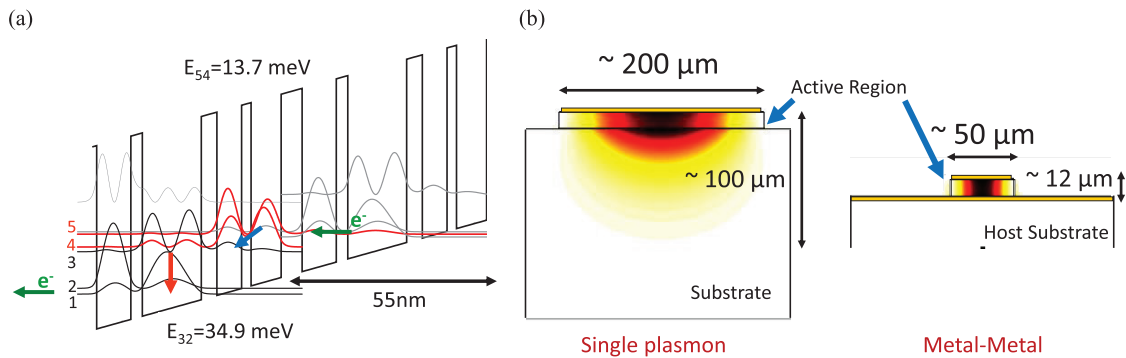 (a)
E54=13.7 meV
5
4
3
2
1
e-
e-
55nm
E32=34.9 meV
(b)
~ 200 µm
Active Region
~ 50 µm
~ 100 µm
~ 12 µm
Host Substrate
Substrate
Single plasmon
Metal-Metal